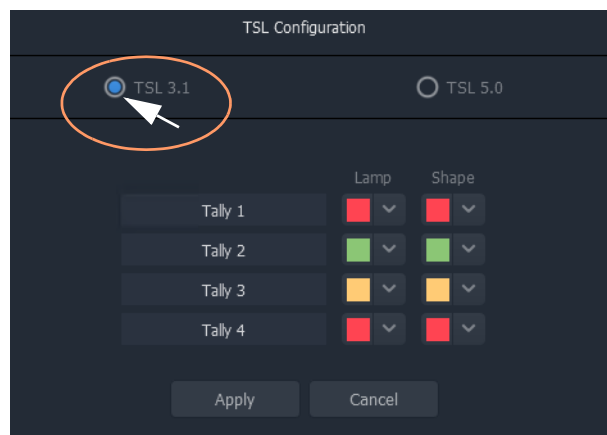 TSL Configuration
TSL 3.1 TSL 5.0
Lamp Shape
Tally 1
Tally 2
Tally 3
Tally 4
Apply Cancel